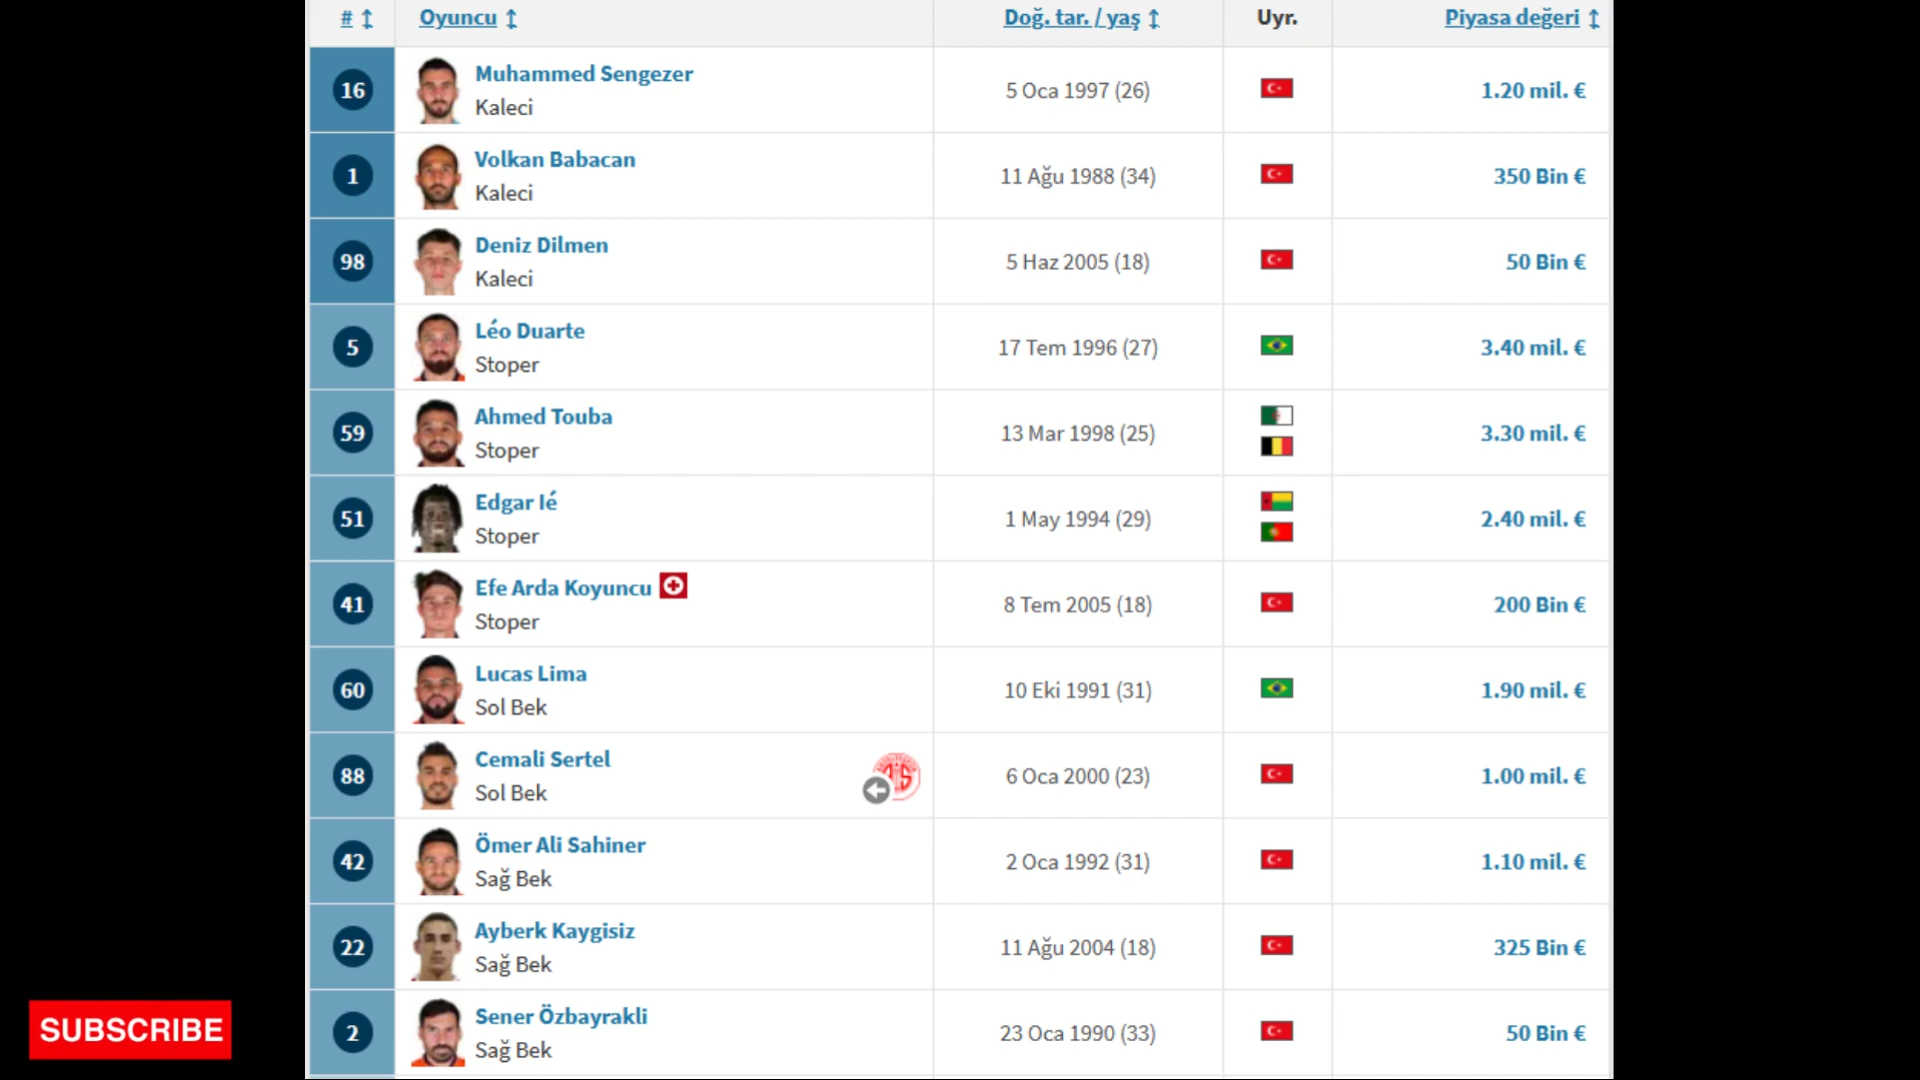 # Oyuncu Doğ. tar. / yaş Uyr. Piyasa değeri
16 Muhammed Sengezer 5 Oca 1997 (26) 1.20 mil. €
Kaleci
1 Volkan Babacan 11 Ağu 1988 (34) 350 Bin €
Kaleci
98 Deniz Dilmen 5 Haz 2005 (18) 50 Bin €
Kaleci
5 Léo Duarte 17 Tem 1996 (27) 3.40 mil. €
Stoper
59 Ahmed Touba 13 Mar 1998 (25) 3.30 mil. €
Stoper
51 Edgar Ié 1 May 1994 (29) 2.40 mil. €
Stoper
41 Efe Arda Koyuncu 8 Tem 2005 (18) 200 Bin €
Stoper
60 Lucas Lima 10 Eki 1991 (31) 1.90 mil. €
Sol Bek
88 Cemali Sertel 6 Oca 2000 (23) 1.00 mil. €
Sol Bek
42 Ömer Ali Sahiner 2 Oca 1992 (31) 1.10 mil. €
Sağ Bek
22 Ayberk Kaygisiz 11 Ağu 2004 (18) 325 Bin €
Sağ Bek
2 Sener Özbayrakli 23 Oca 1990 (33) 50 Bin €
Sağ Bek
SUBSCRIBE